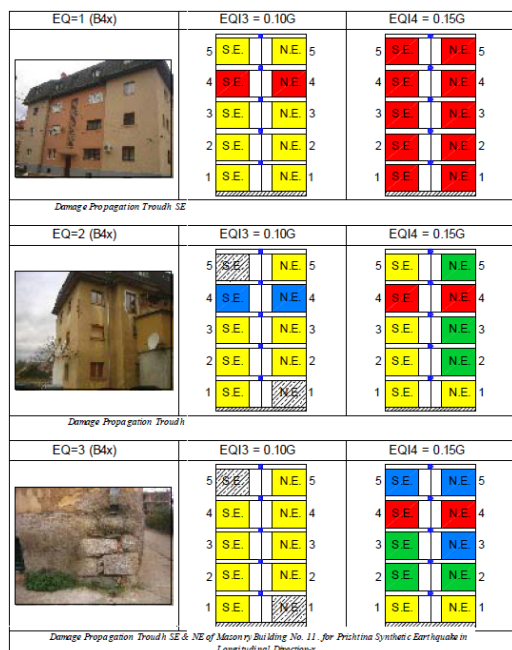 EQ=1 (B4x) EQI3 = 0.10G EQI4 = 0.15G
5 S.E. N.E. 5 5 S.E. N.E. 5
4 S.E. N.E. 4 4 S.E. N.E. 4
3 S.E. N.E. 3 3 S.E. N.E. 3
2 S.E. N.E. 2 2 S.E. N.E. 2
1 S.E. N.E. 1 1 S.E. N.E. 1
Damage Propagation Troudh SE
EQ=2 (B4x) EQI3 = 0.10G EQI4 = 0.15G
5 S.E. N.E. 5 5 S.E. N.E. 5
4 S.E. N.E. 4 4 S.E. N.E. 4
3 S.E. N.E. 3 3 S.E. N.E. 3
2 S.E. N.E. 2 2 S.E. N.E. 2
1 S.E. N.E. 1 1 S.E. N.E. 1
Damage Propagation Troudh
EQ=3 (B4x) EQI3 = 0.10G EQI4 = 0.15G
5 S.E. N.E. 5 5 S.E. N.E. 5
4 S.E. N.E. 4 4 S.E. N.E. 4
3 S.E. N.E. 3 3 S.E. N.E. 3
2 S.E. N.E. 2 2 S.E. N.E. 2
1 S.E. N.E. 1 1 S.E. N.E. 1
Damage Propagation Troudh SE & NE of Masonry Building No. 11. for Prishtina Synthetic Earthquake in
Longitudinal Direction-x